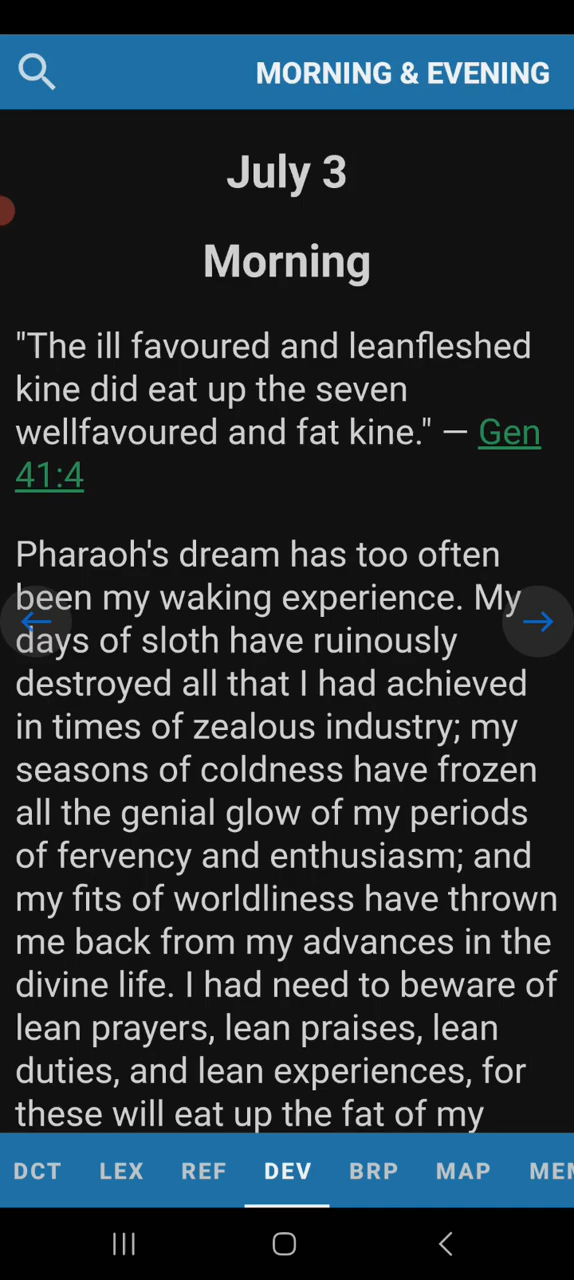 MORNING & EVENING
July 3
Morning
"The ill favoured and leanfleshed
kine did eat up the seven
wellfavoured and fat kine." — Gen
41:4
Pharaoh's dream has too often
been my waking experience. My
days of sloth have ruinously
destroyed all that I had achieved
in times of zealous industry; my
seasons of coldness have frozen
all the genial glow of my periods
of fervency and enthusiasm; and
my fits of worldliness have thrown
me back from my advances in the
divine life. I had need to beware of
lean prayers, lean praises, lean
duties, and lean experiences, for
these will eat up the fat of my
DCT LEX REF DEV BRP MAP MEM